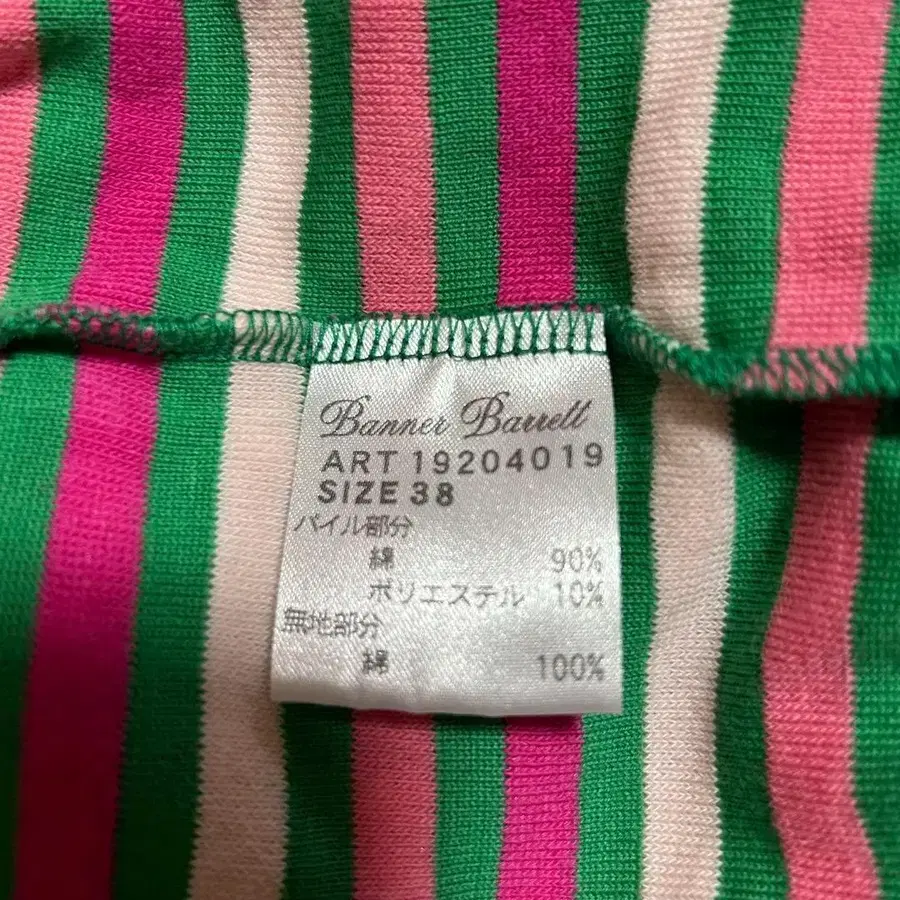 Banner Barrett
ART 19204019
SIZE 38
パイル部分
綿 90%
ポリエステル 10%
無地部分
綿 100%